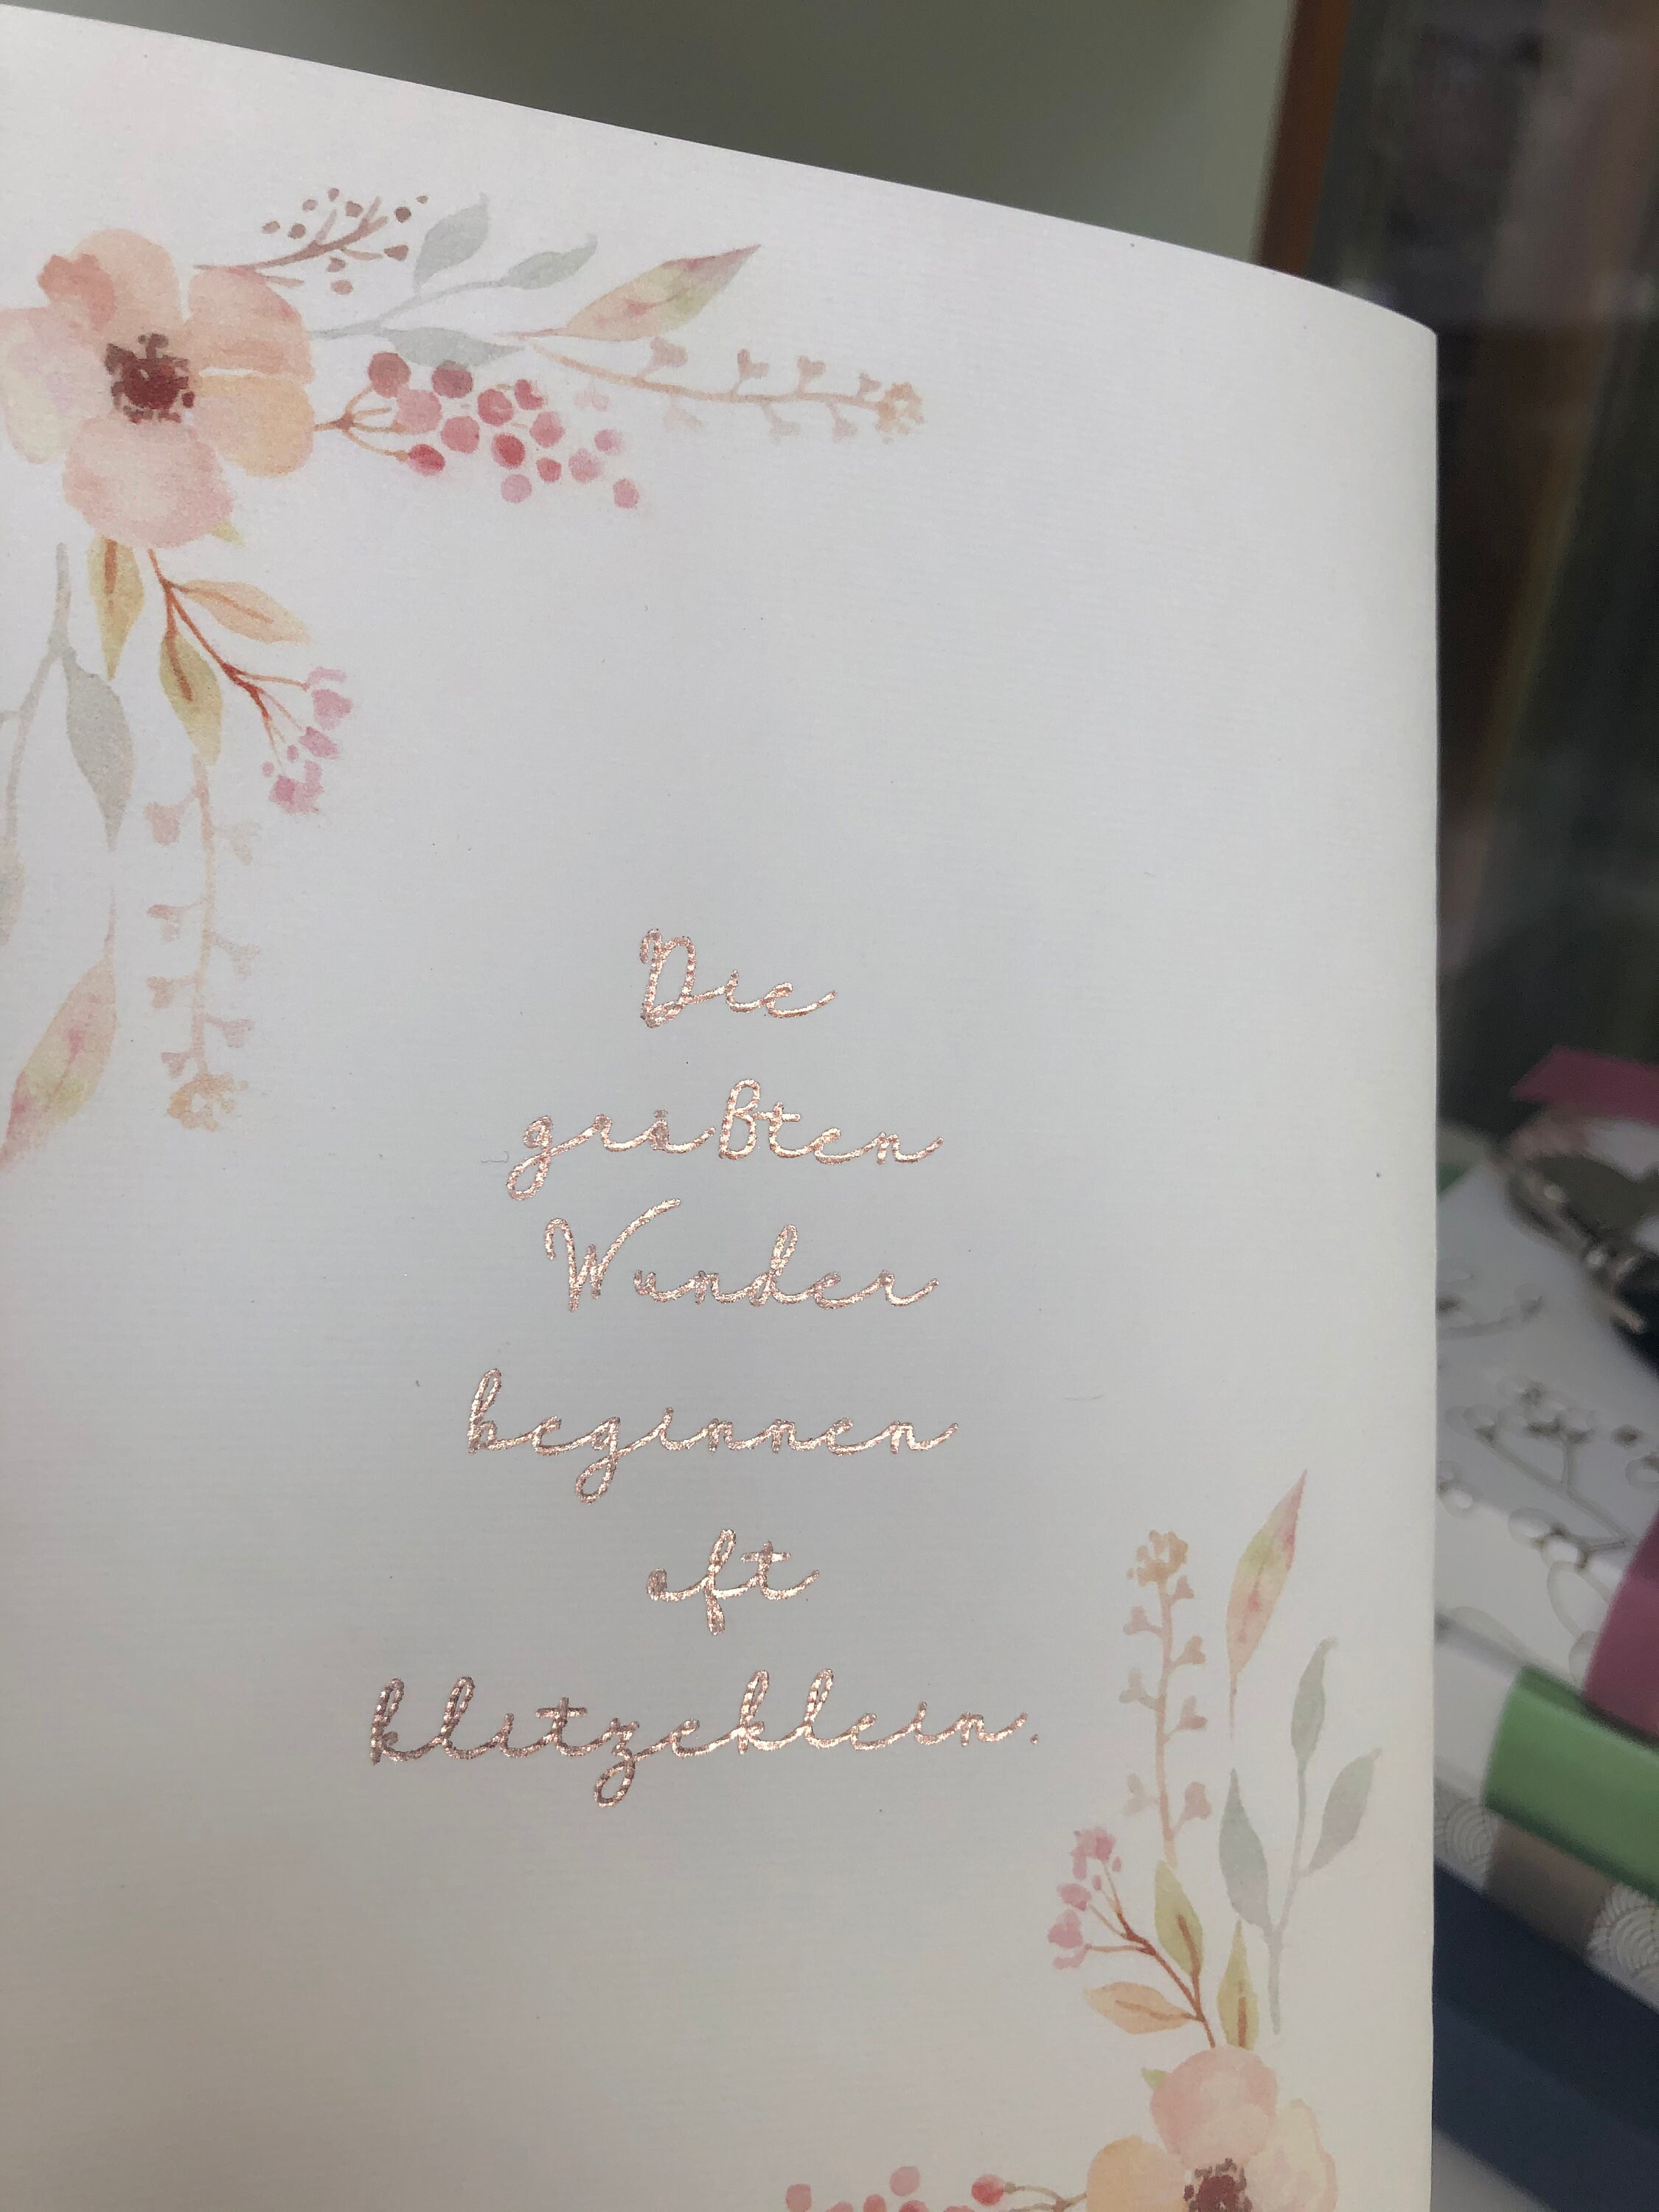 Die
größten
Wunder
beginnen
oft
klitzeklein.